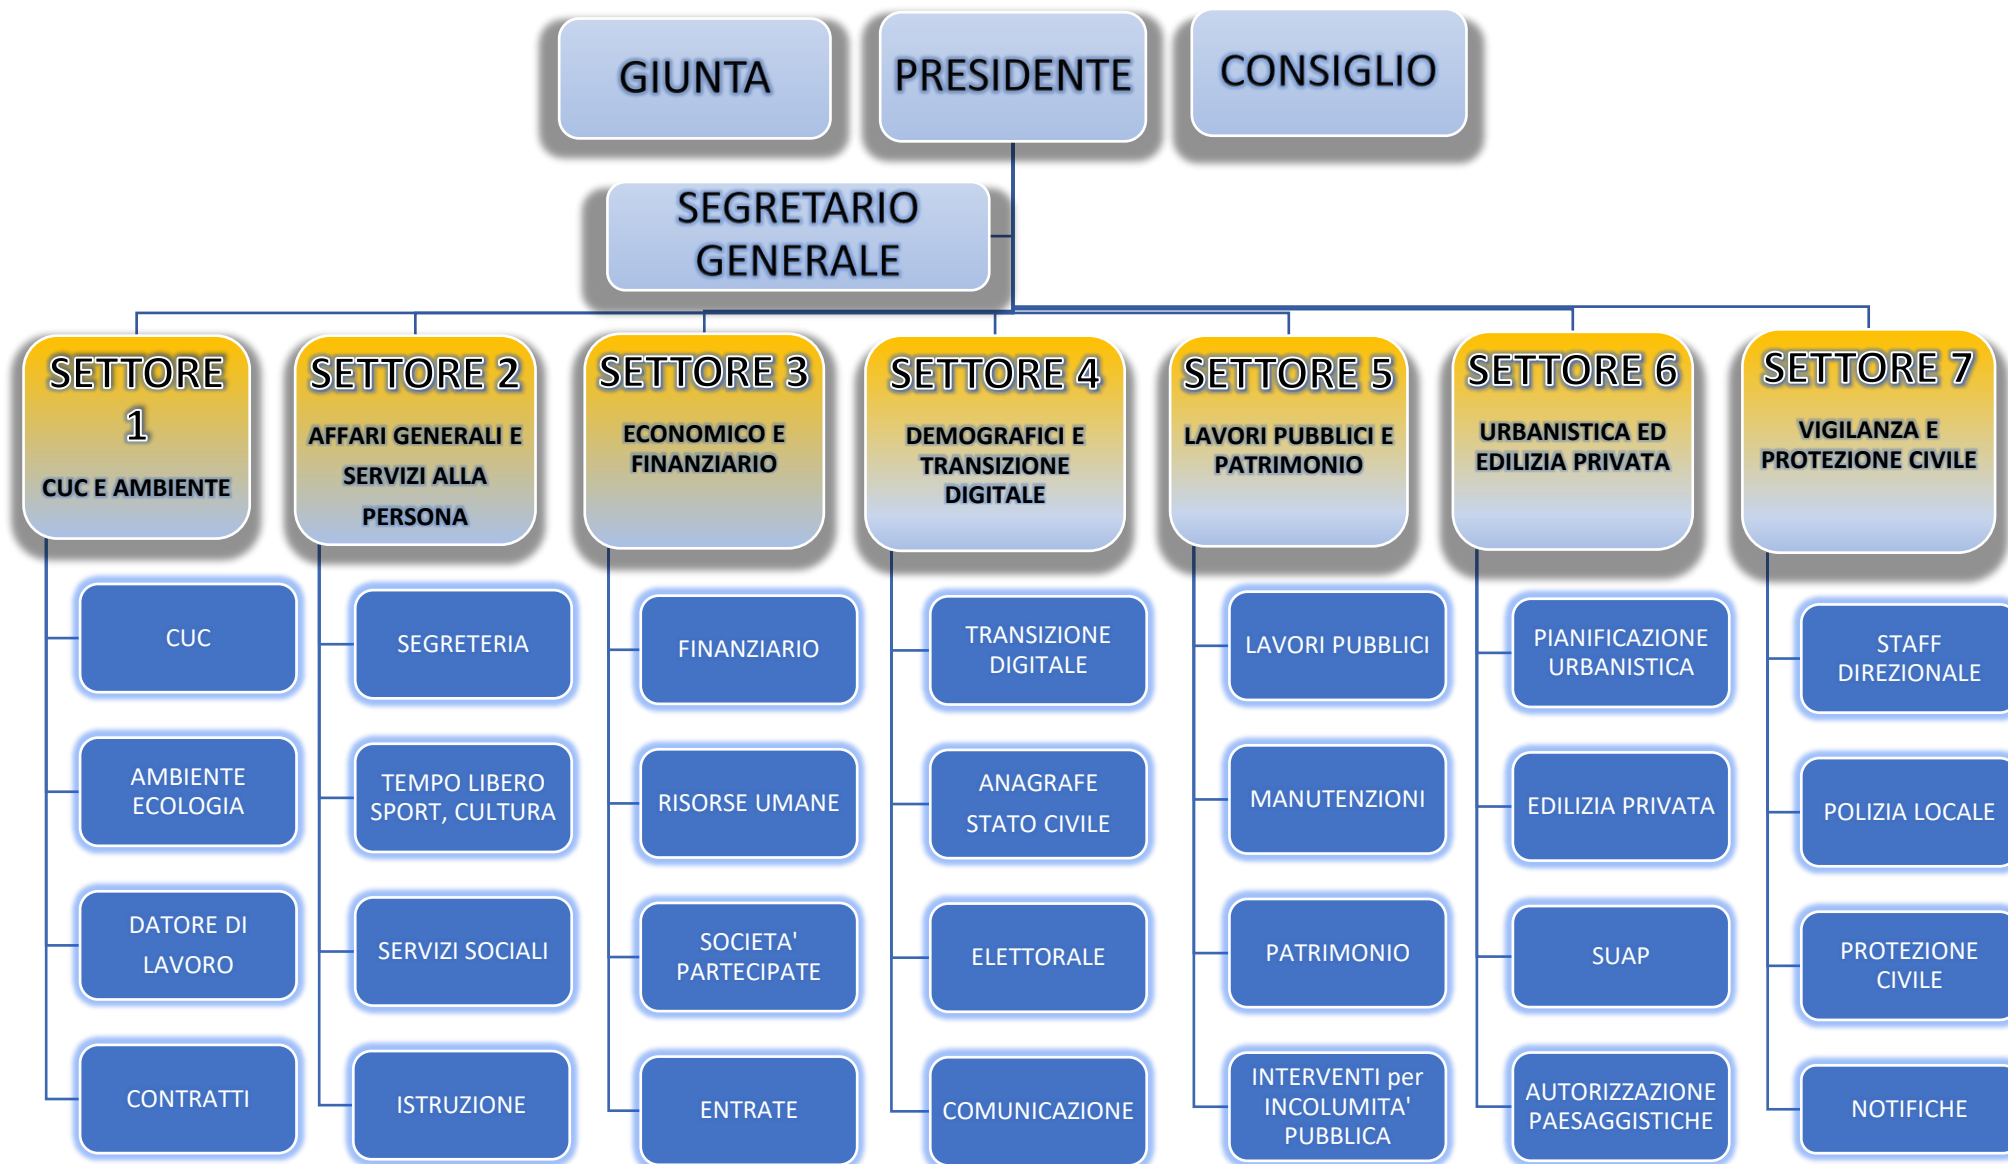 GIUNTA
PRESIDENTE
CONSIGLIO
SEGRETARIO
GENERALE
SETTORE
1
CUC E AMBIENTE
SETTORE 2
AFFARI GENERALI E
SERVIZI ALLA
PERSONA
SETTORE 3
ECONOMICO E
FINANZIARIO
SETTORE 4
DEMOGRAFICI E
TRANSIZIONE
DIGITALE
SETTORE 5
LAVORI PUBBLICI E
PATRIMONIO
SETTORE 6
URBANISTICA ED
EDILIZIA PRIVATA
SETTORE 7
VIGILANZA E
PROTEZIONE CIVILE
CUC
AMBIENTE
ECOLOGIA
DATORE DI
LAVORO
CONTRATTI
SEGRETERIA
TEMPO LIBERO
SPORT, CULTURA
SERVIZI SOCIALI
ISTRUZIONE
FINANZIARIO
RISORSE UMANE
SOCIETA'
PARTECIPATE
ENTRATE
TRANSIZIONE
DIGITALE
ANAGRAFE
STATO CIVILE
ELETTORALE
COMUNICAZIONE
LAVORI PUBBLICI
MANUTENZIONI
PATRIMONIO
INTERVENTI per
INCOLUMITA'
PUBBLICA
PIANIFICAZIONE
URBANISTICA
EDILIZIA PRIVATA
SUAP
AUTORIZZAZIONE
PAESAGGISTICHE
STAFF
DIREZIONALE
POLIZIA LOCALE
PROTEZIONE
CIVILE
NOTIFICHE